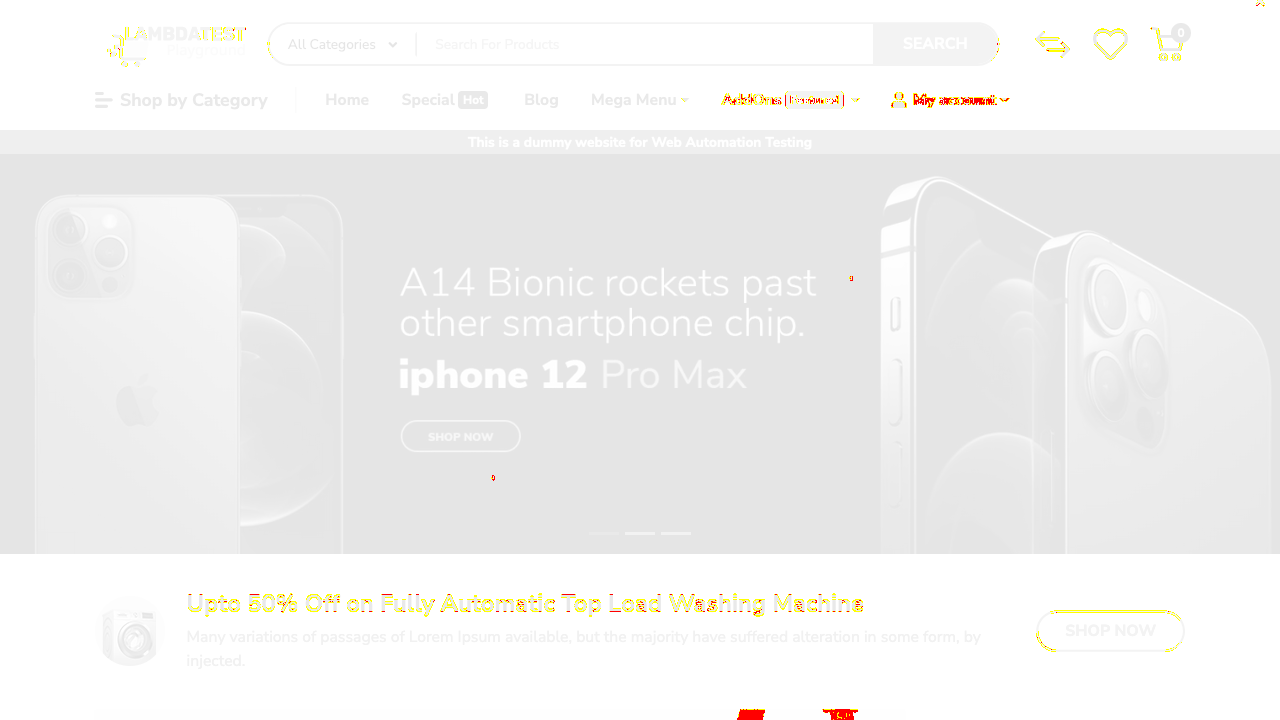 LAMBDATEST
Playground
All Categories
Search For Products
SEARCH
0
Shop by Category
Home
Special Hot
Blog
Mega Menu
AddOns Featured
My account
This is a dummy website for Web Automation Testing
A14 Bionic rockets past
other smartphone chip.
iphone 12 Pro Max
SHOP NOW
Upto 50% Off on Fully Automatic Top Load Washing Machine
Many variations of passages of Lorem Ipsum available, but the majority have suffered alteration in some form, by
injected.
SHOP NOW